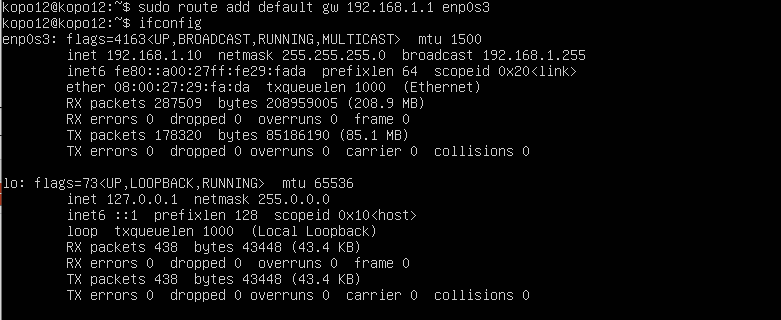 kopo12@kopo12:~$ sudo route add default gw 192.168.1.1 enp0s3
kopo12@kopo12:~$ ifconfig
enp0s3: flags=4163<UP,BROADCAST,RUNNING,MULTICAST>  mtu 1500
        inet 192.168.1.10  netmask 255.255.255.0  broadcast 192.168.1.255
        inet6 fe80::a00:27ff:fe29:fada  prefixlen 64  scopeid 0x20<link>
        ether 08:00:27:29:fa:da  txqueuelen 1000  (Ethernet)
        RX packets 287509  bytes 208959005 (208.9 MB)
        RX errors 0  dropped 0  overruns 0  frame 0
        TX packets 178320  bytes 85186190 (85.1 MB)
        TX errors 0  dropped 0 overruns 0  carrier 0  collisions 0

lo: flags=73<UP,LOOPBACK,RUNNING>  mtu 65536
        inet 127.0.0.1  netmask 255.0.0.0
        inet6 ::1  prefixlen 128  scopeid 0x10<host>
        loop  txqueuelen 1000  (Local Loopback)
        RX packets 438  bytes 43448 (43.4 KB)
        RX errors 0  dropped 0  overruns 0  frame 0
        TX packets 438  bytes 43448 (43.4 KB)
        TX errors 0  dropped 0 overruns 0  carrier 0  collisions 0